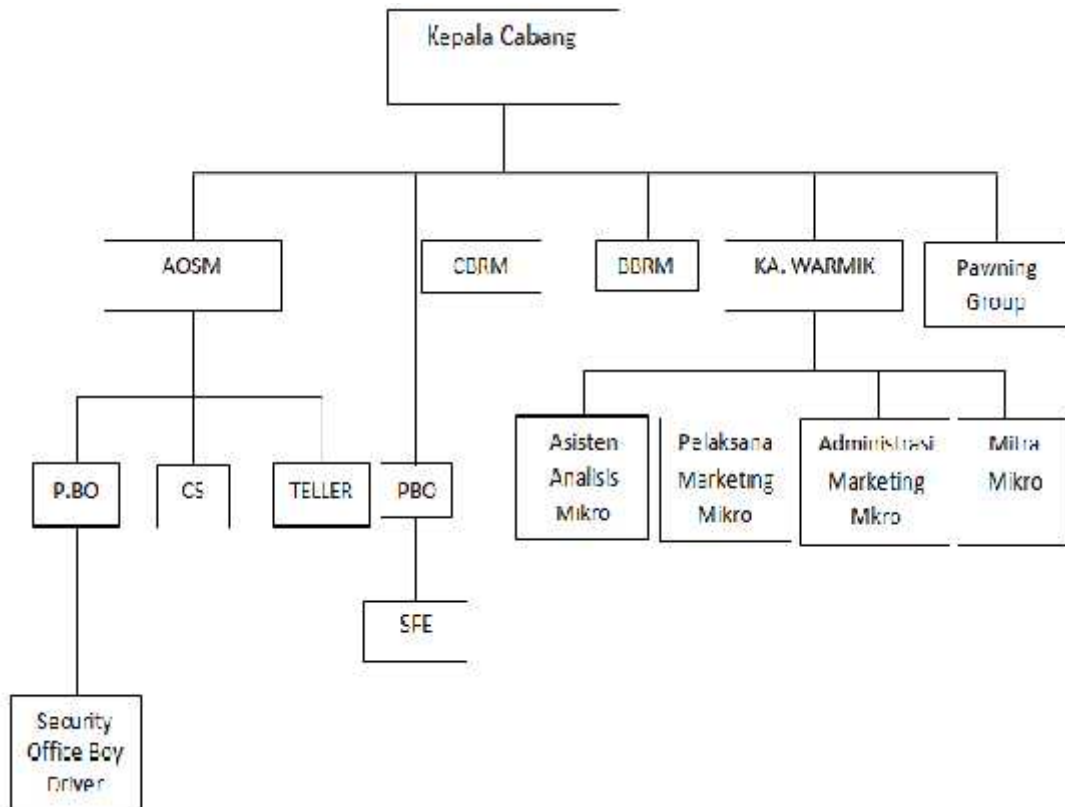 Kepala Cabang
AOSM
CBRM
BBRM
KA. WARMIK
Pawning
Group
Asisten
Analisis
Mikro
Pelaksana
Marketing
Mikro
Administrasi
Marketing
Mkro
Mitra
Mikro
P.BO
CS
TELLER
PBO
SFE
Security
Office Boy
Driver